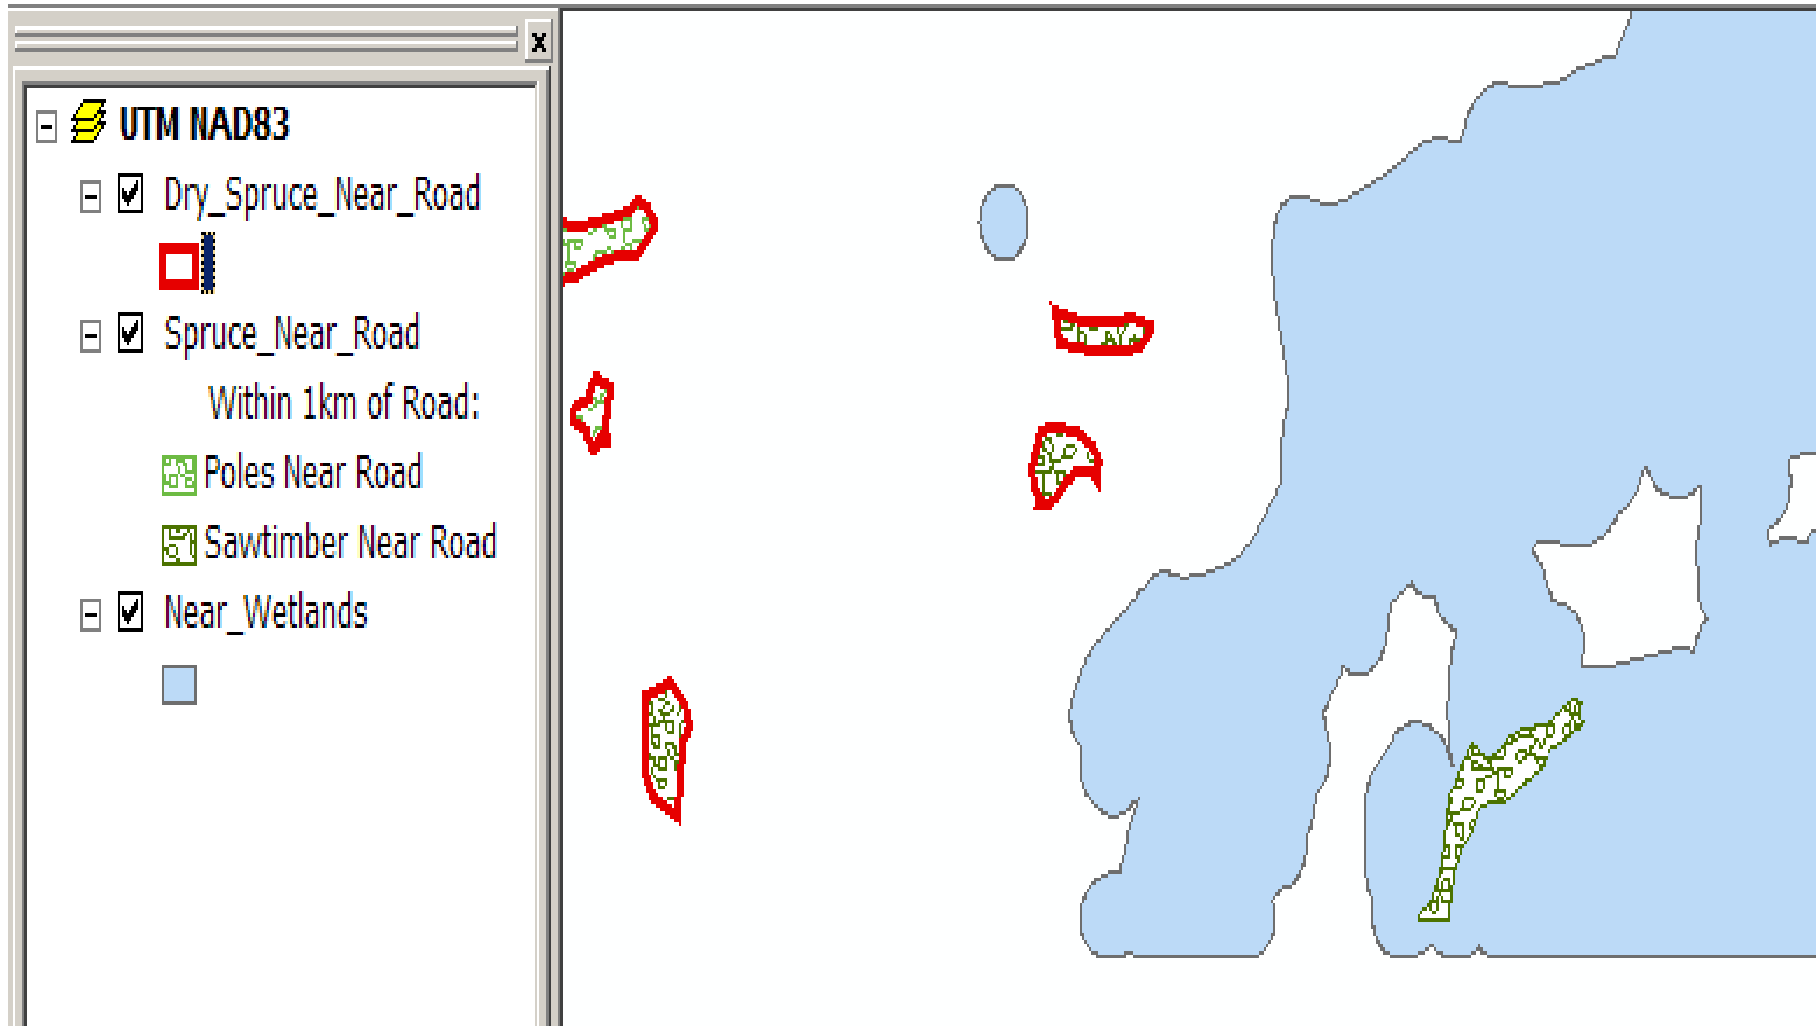 UTM NAD83
Dry_Spruce_Near_Road
Spruce_Near_Road
Within 1km of Road:
Poles Near Road
Sawtimber Near Road
Near_Wetlands